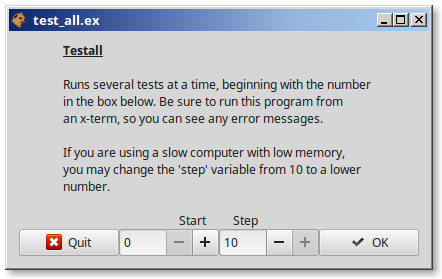 test_all.ex
Testall
Runs several tests at a time, beginning with the number
in the box below. Be sure to run this program from
an x-term, so you can see any error messages.
If you are using a slow computer with low memory,
you may change the 'step' variable from 10 to a lower
number.
Start Step
Quit 0 − + 10 − + OK